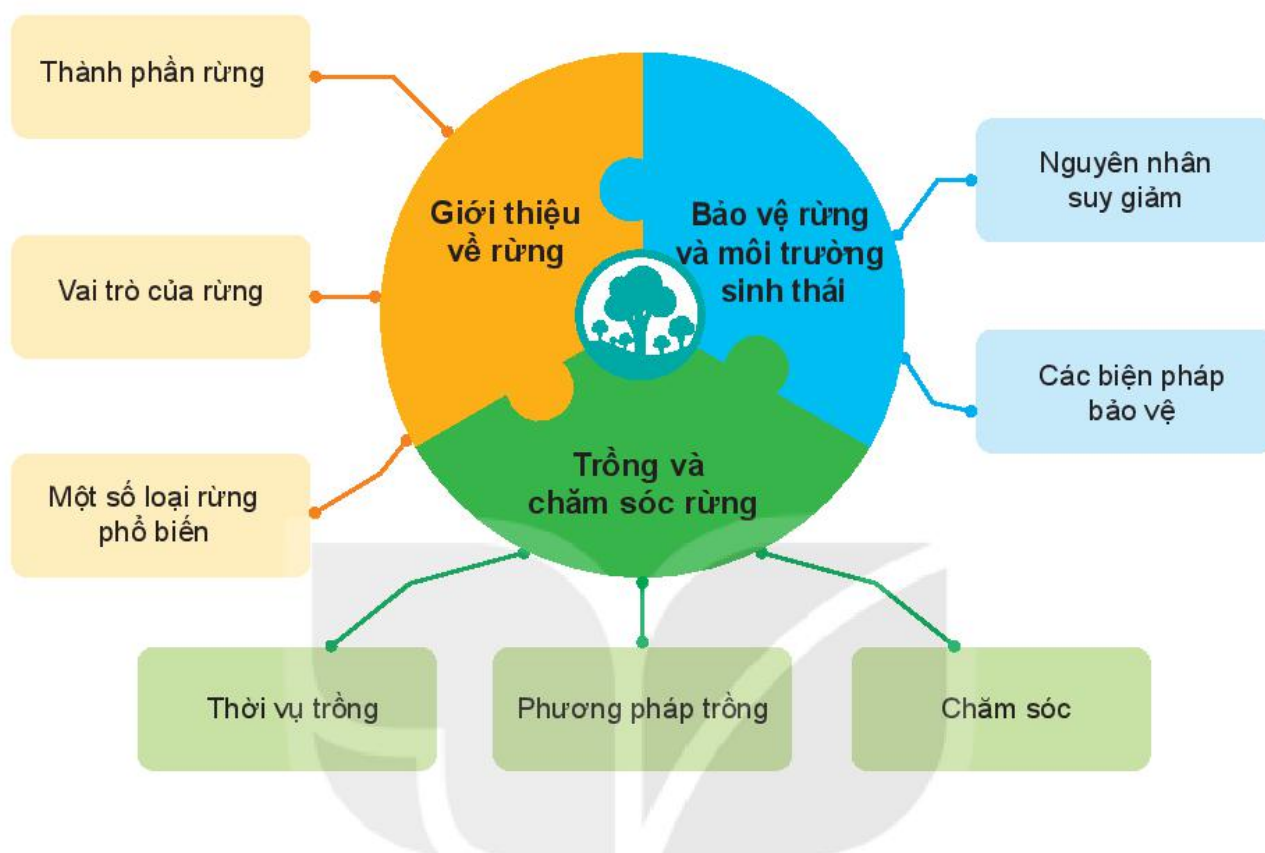 Thành phần rừng
Vai trò của rừng
Một số loại rừng
phổ biến
Giới thiệu
về rừng
Bảo vệ rừng
và môi trường
sinh thái
Nguyên nhân
suy giảm
Các biện pháp
bảo vệ
Trồng và
chăm sóc rừng
Thời vụ trồng
Phương pháp trồng
Chăm sóc